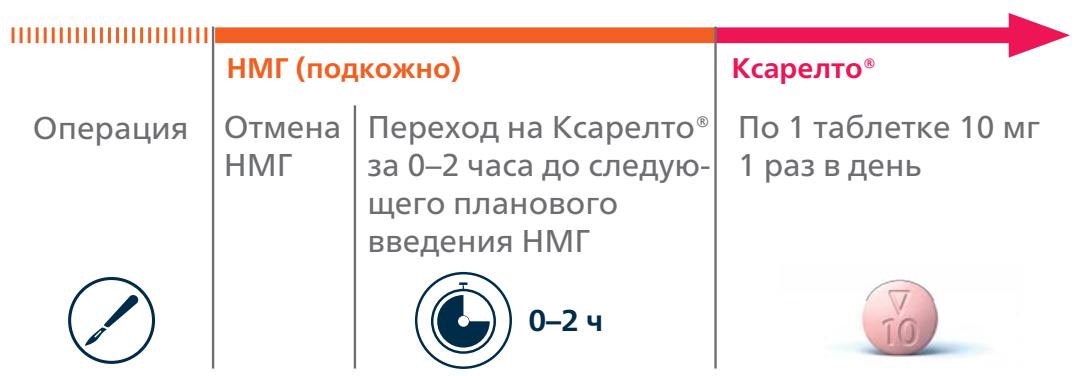 НМГ (подкожно)
Ксарелто®
Операция
Отмена
НМГ
Переход на Ксарелто®
за 0–2 часа до следую-
щего планового
введения НМГ
По 1 таблетке 10 мг
1 раз в день
0–2 ч
10